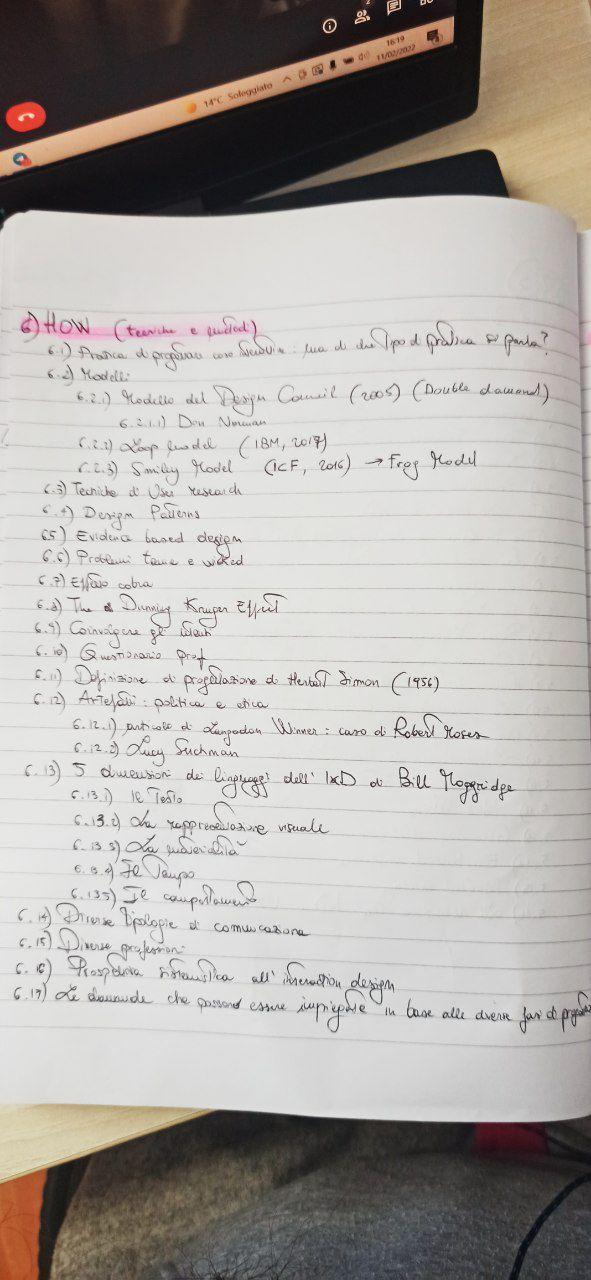 16:19
14°C Soleggiato
11/02/2022
6) HOW (tecniche e metodi)
6.1) Pratica di progettare cose interattive: ma di che tipo di pratica si parla?
6.2) Modelli
6.2.1) Modello del Design Council (2005) (Double diamond)
6.2.1.1) Don Norman
6.2.2) Loop model (IBM, 2017)
6.2.3) Smiley Model (ICF, 2016) → Frog Model
6.3) Tecniche di User research
6.4) Design Patterns
6.5) Evidence based design
6.6) Problemi tame e wicked
6.7) Effetto cobra
6.8) The Dunning Kruger Effect
6.9) Coinvolgere gli utenti
6.10) Questionario prof
6.11) Definizione di progettazione di Herbert Simon (1956)
6.12) Artefatti: politica e etica
6.12.1) articolo di Langodon Winner: caso di Robert Moses
6.12.2) Lucy Suchman
6.13) 5 dimensioni dei linguaggi dell' IxD di Bill Moggridge
6.13.1) Il Testo
6.13.2) La rappresentazione visuale
6.13.3) La materialità
6.13.4) Il Tempo
6.13.5) Il comportamento
6.14) Diverse tipologie di comunicazione
6.15) Diverse professioni
6.16) Prospettiva sistemistica all' interaction design
6.17) Le domande che possono essere impiegate in base alle diverse fasi di